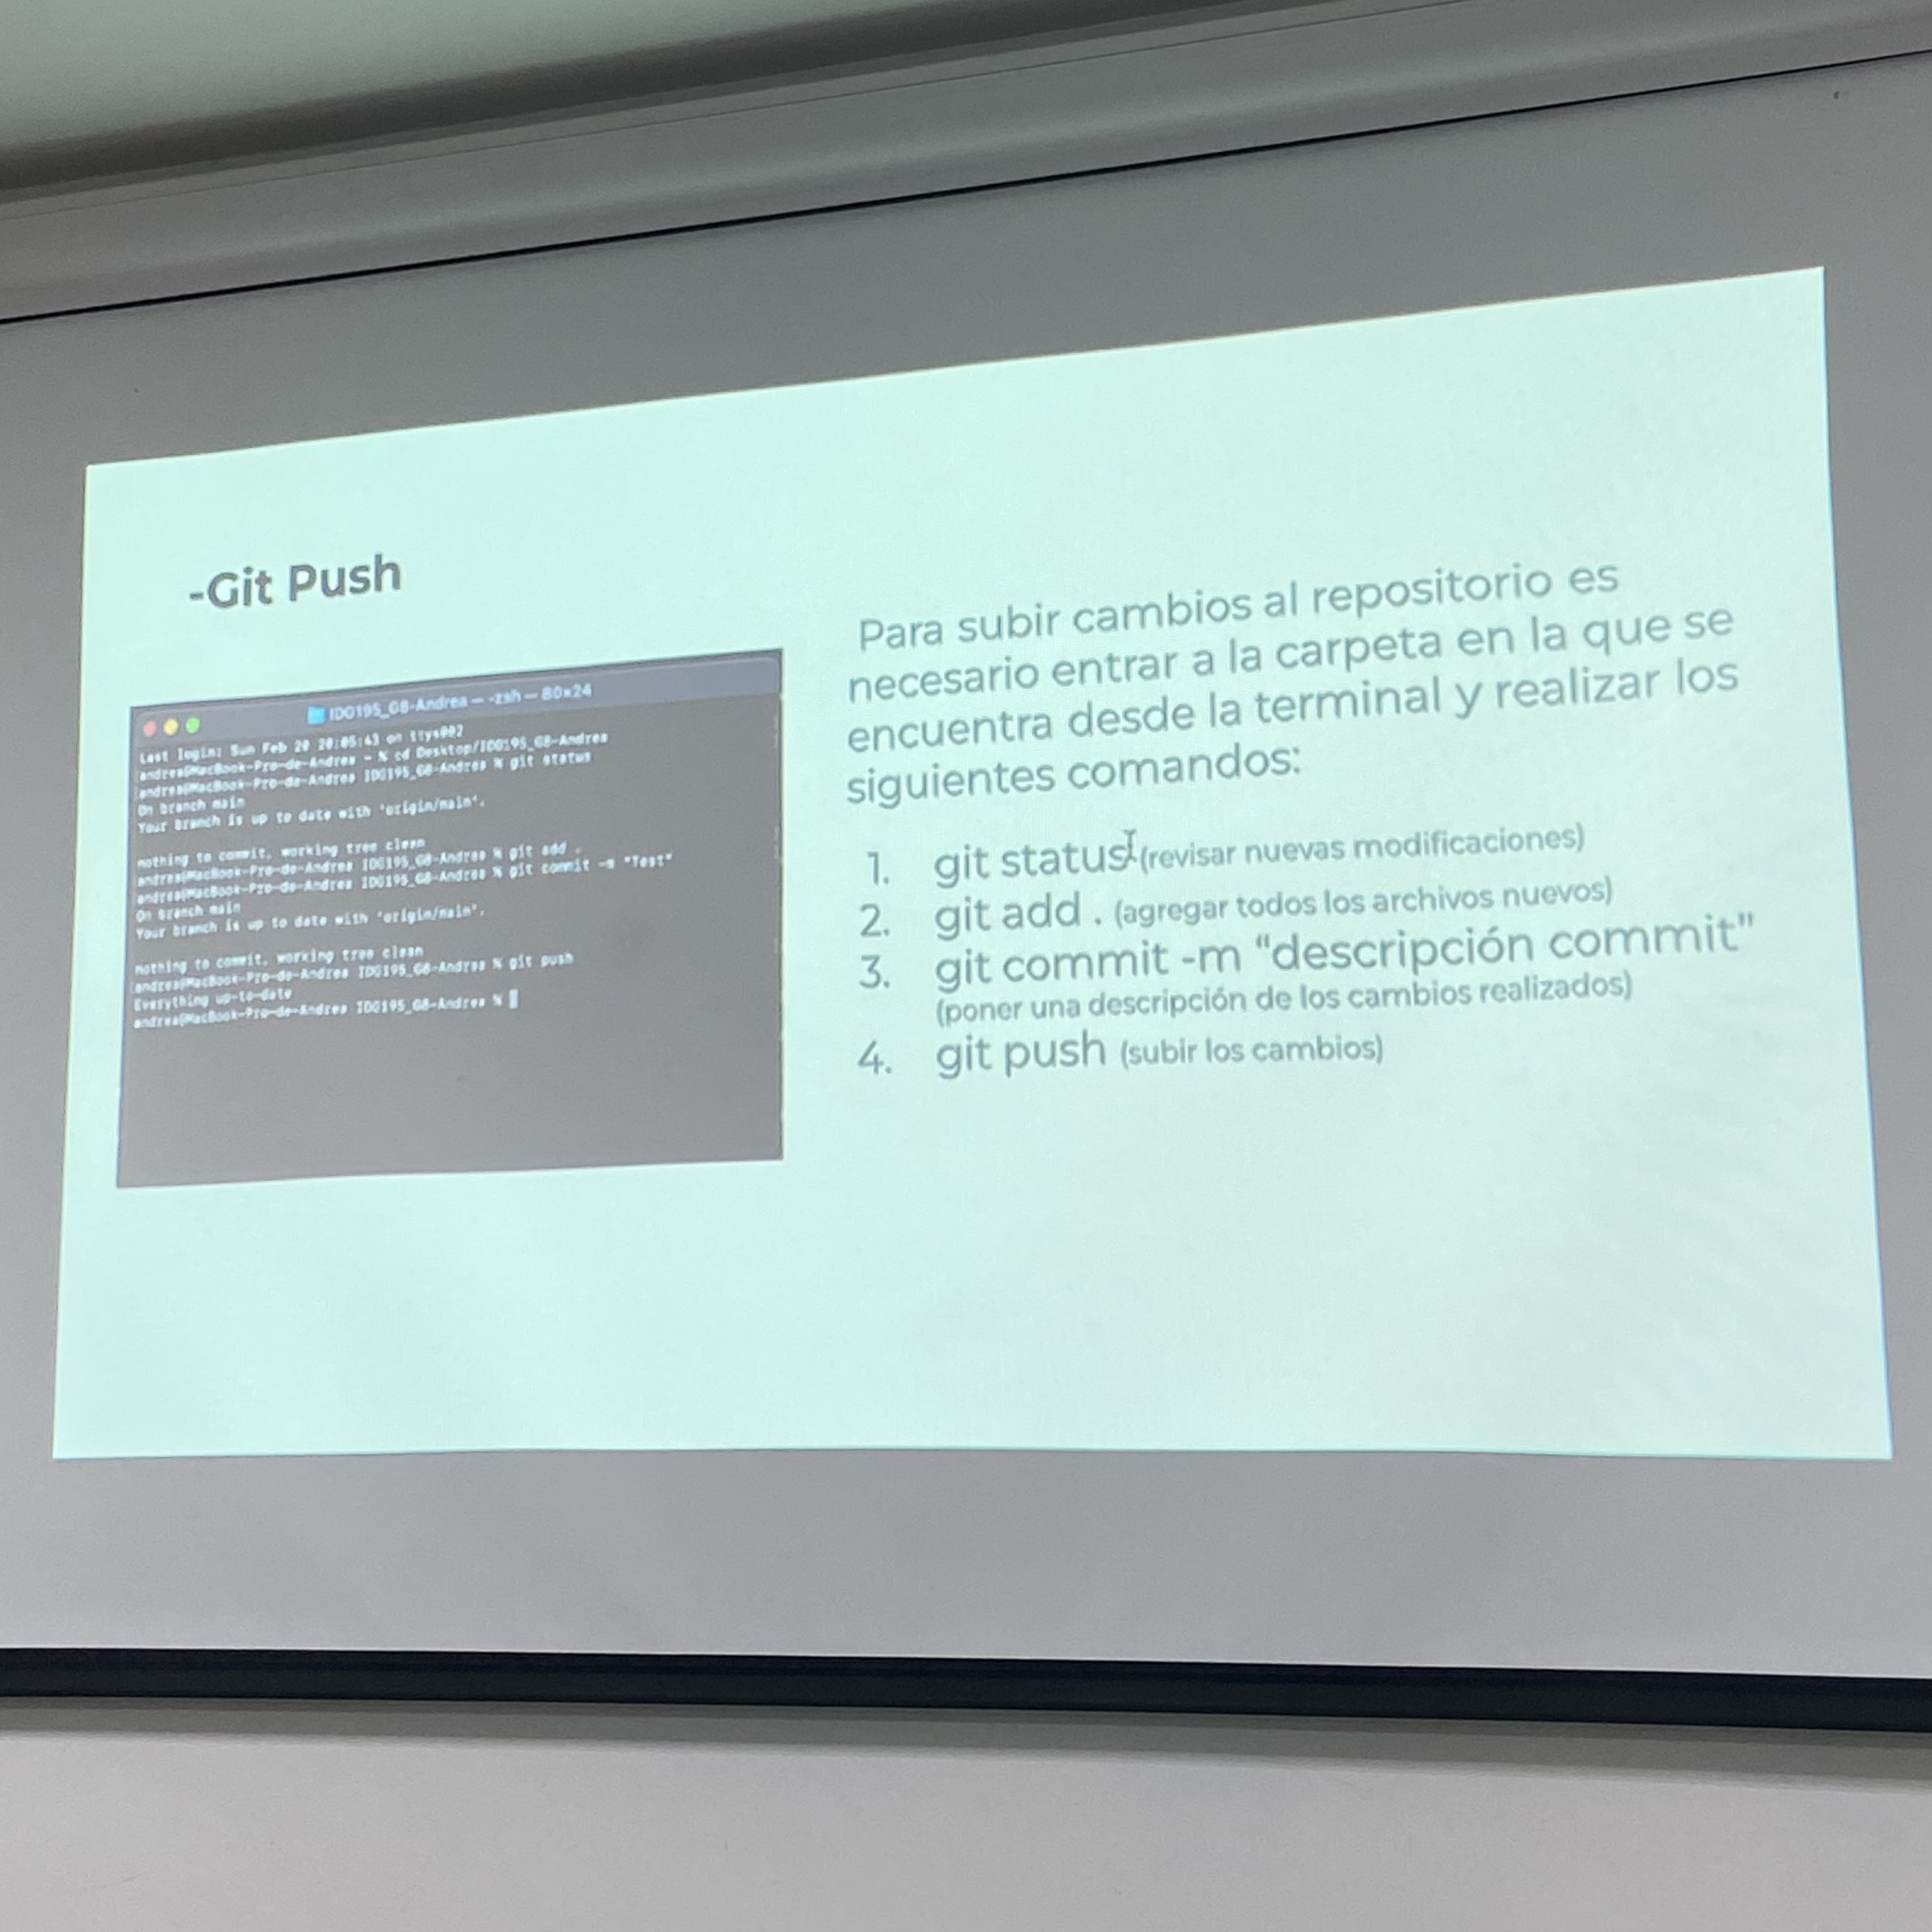 -Git Push
IDG195_G8-Andrea — -zsh — 80×24
Last login: Sun Feb 20 20:05:43 on ttys002
andrea@MacBook-Pro-de-Andrea ~ % cd Desktop/IDG195_G8-Andrea
andrea@MacBook-Pro-de-Andrea IDG195_G8-Andrea % git status
On branch main
Your branch is up to date with 'origin/main'.
nothing to commit, working tree clean
andrea@MacBook-Pro-de-Andrea IDG195_G8-Andrea % git add .
andrea@MacBook-Pro-de-Andrea IDG195_G8-Andrea % git commit -m "Test"
On branch main
Your branch is up to date with 'origin/main'.
nothing to commit, working tree clean
andrea@MacBook-Pro-de-Andrea IDG195_G8-Andrea % git push
Everything up-to-date
andrea@MacBook-Pro-de-Andrea IDG195_G8-Andrea %
Para subir cambios al repositorio es
necesario entrar a la carpeta en la que se
encuentra desde la terminal y realizar los
siguientes comandos:
1. git status (revisar nuevas modificaciones)
2. git add . (agregar todos los archivos nuevos)
3. git commit -m “descripción commit"
(poner una descripción de los cambios realizados)
4. git push (subir los cambios)